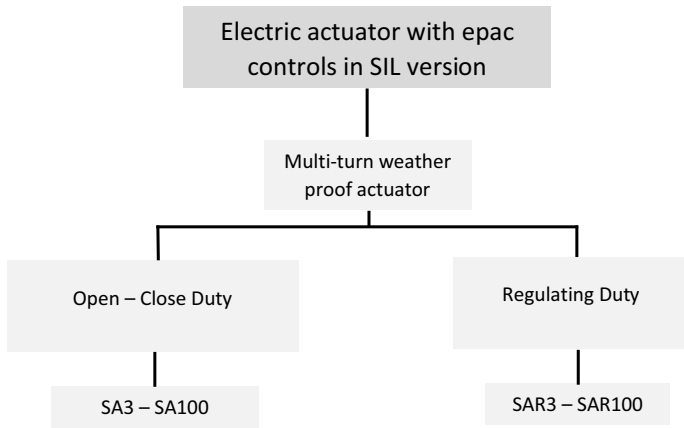 Electric actuator with epac
controls in SIL version
Multi-turn weather
proof actuator
Open – Close Duty
Regulating Duty
SA3 – SA100
SAR3 – SAR100